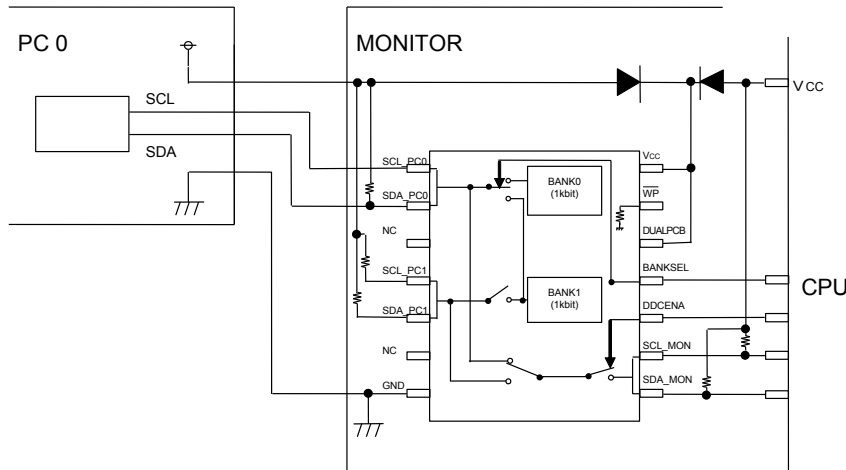 PC 0
MONITOR
SCL
SDA
VCC
SCL_PC0
SDA_PC0
NC
SCL_PC1
SDA_PC1
NC
GND
BANK0
(1kbit)
BANK1
(1kbit)
Vcc
WP
DUALPCB
BANKSEL
DDCENA
SCL_MON
SDA_MON
CPU